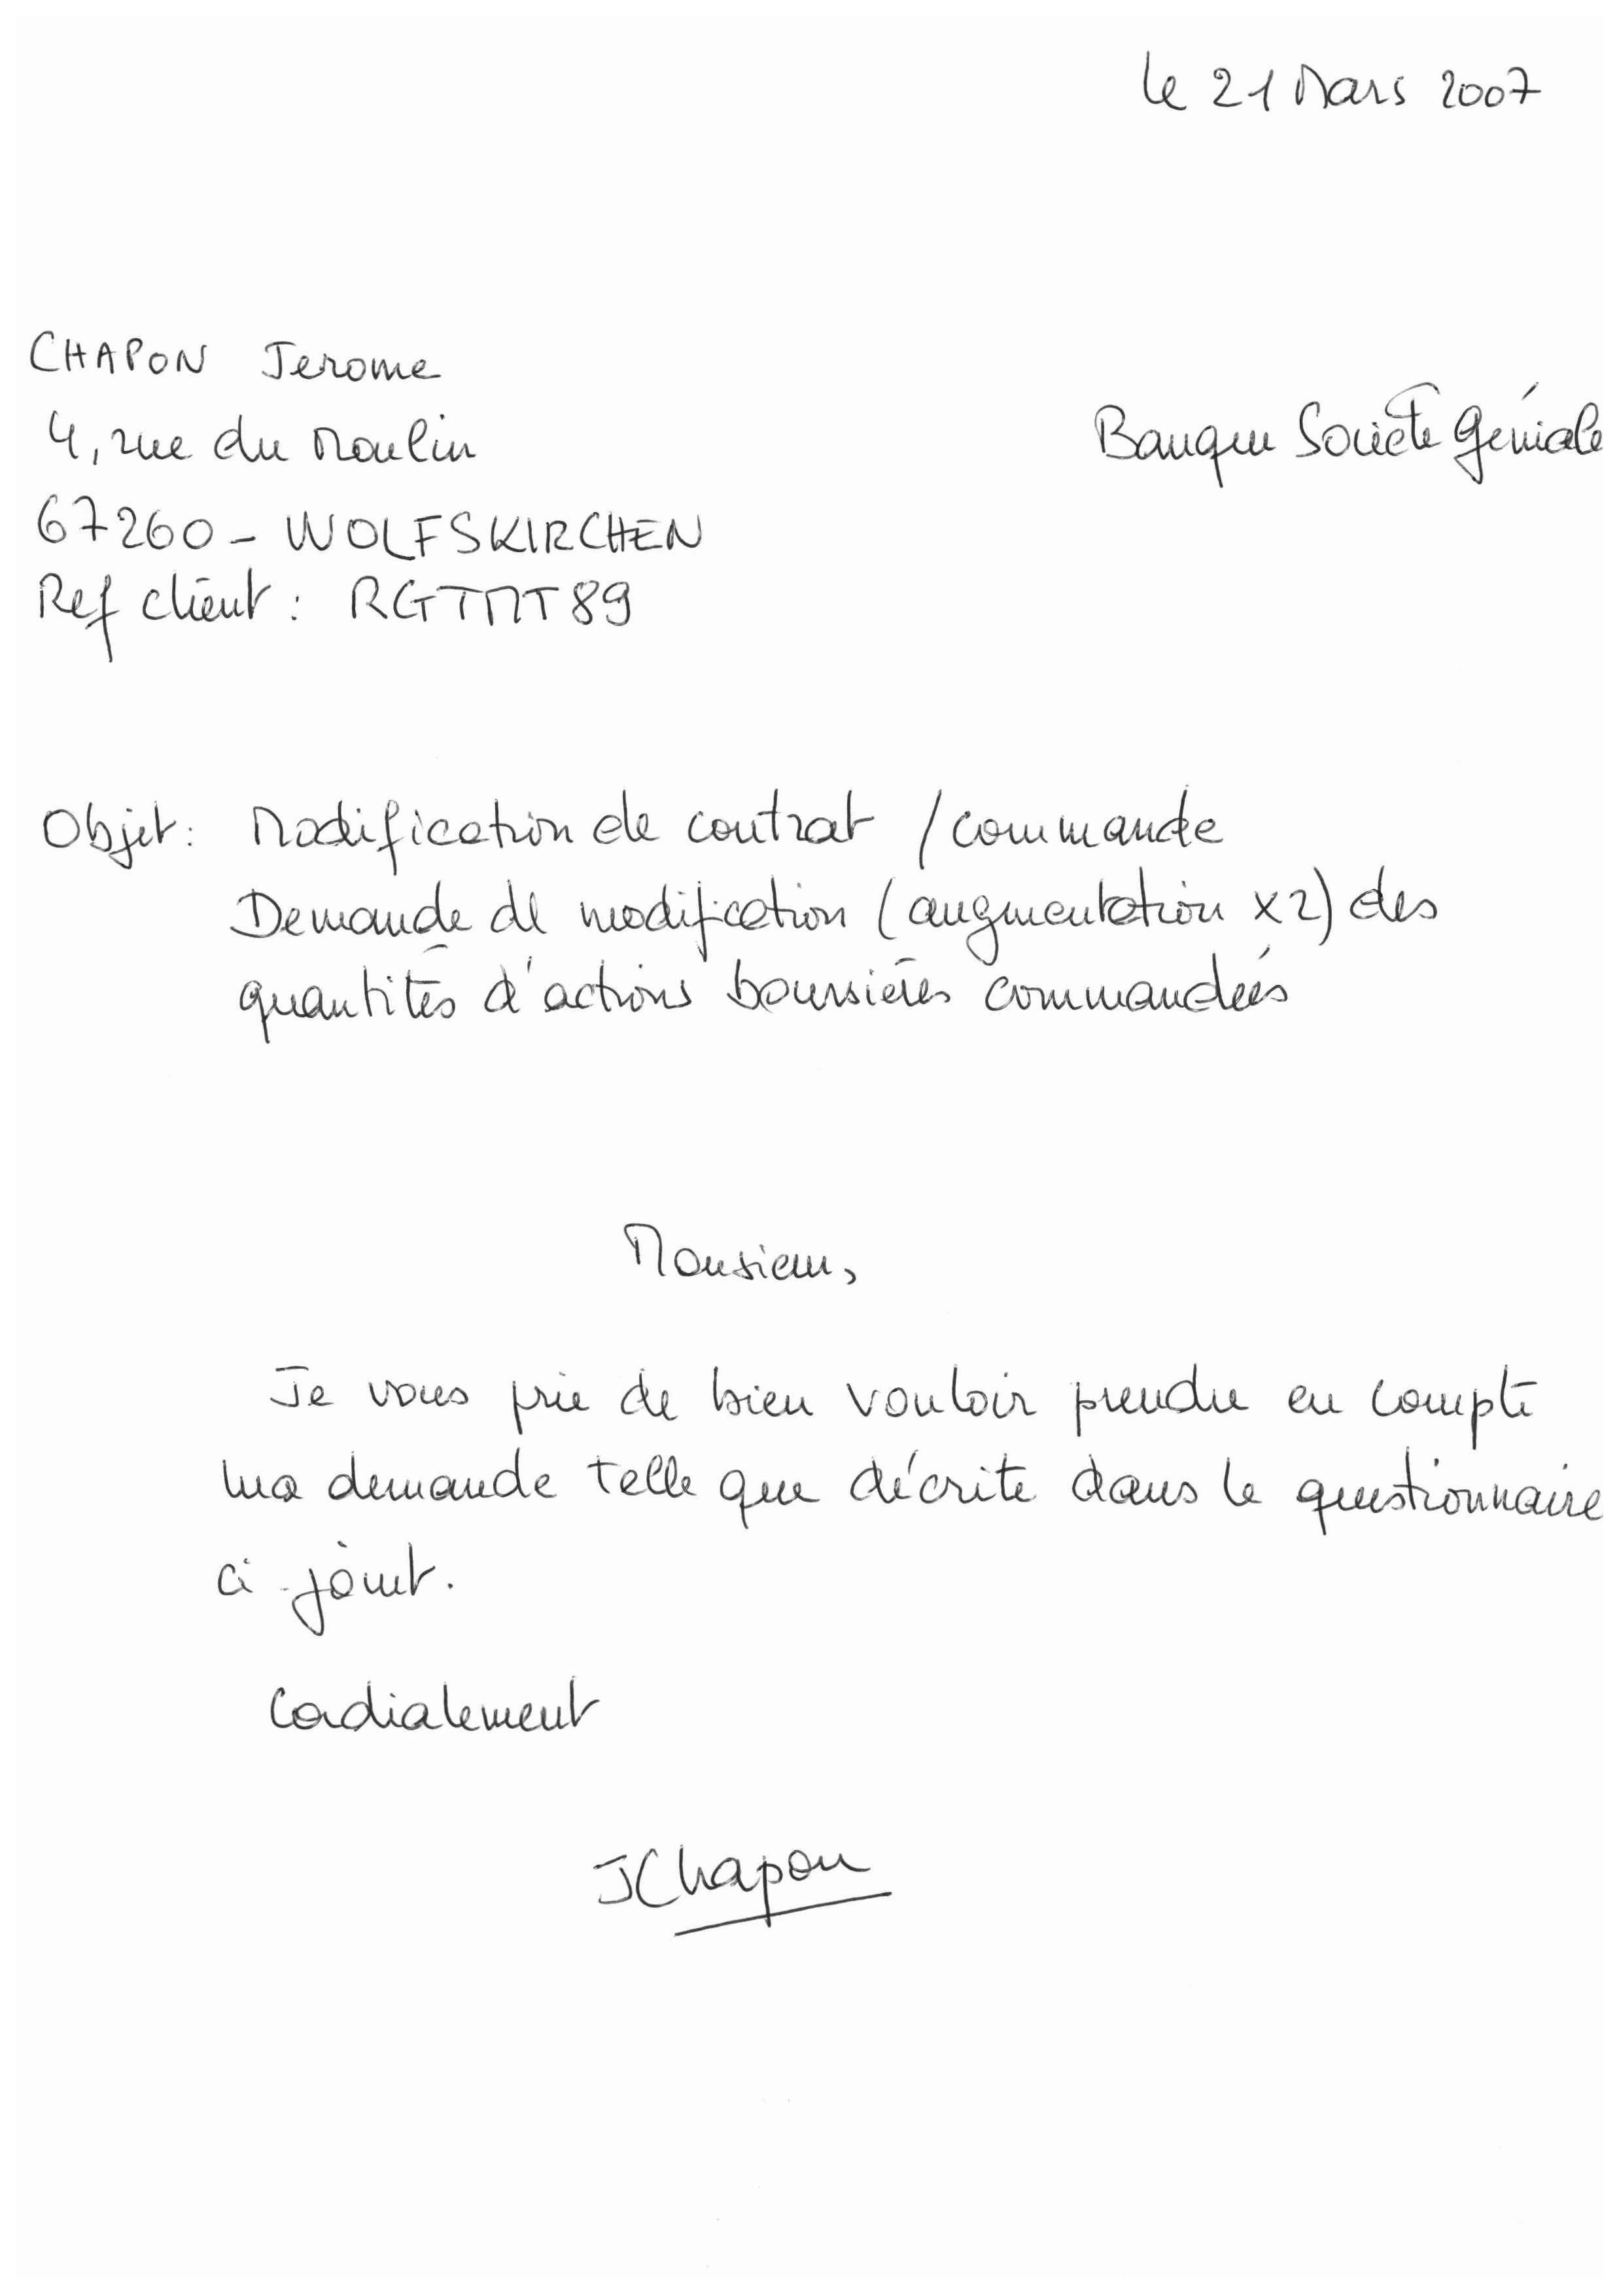 le 21 Mars 2007
CHAPON Jerome
4, rue du Moulin
Banque Société Géniale
67260 - WOLFSKIRCHEN
Ref client : RGTMT89
Objet : Modification de contrat / commande
Demande de modification (augmentation x2) des
quantités d'actions boursières commandées
Monsieur,
Je vous prie de bien vouloir prendre en compte
ma demande telle que décrite dans le questionnaire
ci-joint.
Cordialement
JChapon